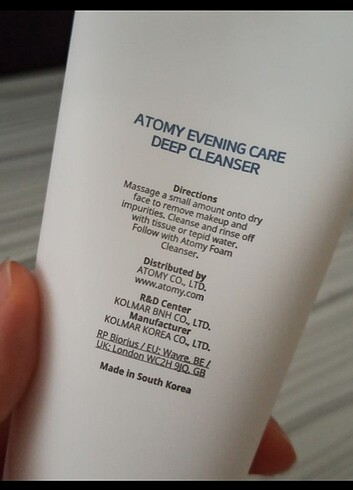 ATOMY EVENING CARE
DEEP CLEANSER
Directions
Massage a small amount onto dry
face to remove makeup and
impurities. Cleanse and rinse off
with tissue or tepid water.
Follow with Atomy Foam
Cleanser.
Distributed by
ATOMY CO., LTD.
www.atomy.com
R&D Center
KOLMAR BNH CO., LTD.
Manufacturer
KOLMAR KOREA CO., LTD.
RP Biorius / EU: Wavre, BE /
UK: London WC2H 9JQ, GB
Made in South Korea